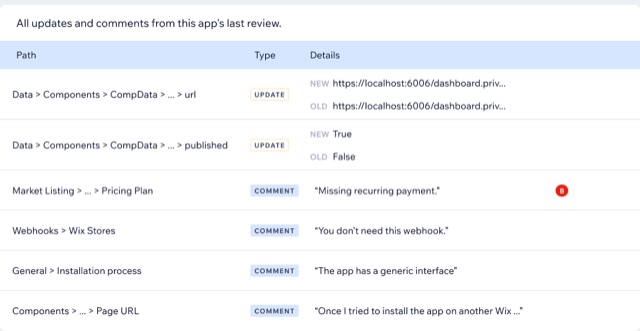 All updates and comments from this app's last review.
Path Type Details
Data > Components > CompData > ... > url UPDATE NEW https://localhost:6006/dashboard.priv...
OLD https://localhost:6006/dashboard.priv...
Data > Components > CompData > ... > published UPDATE NEW True
OLD False
Market Listing > ... > Pricing Plan COMMENT "Missing recurring payment." B
Webhooks > Wix Stores COMMENT "You don't need this webhook."
General > Installation process COMMENT "The app has a generic interface"
Components > ... > Page URL COMMENT "Once I tried to install the app on another Wix ..."